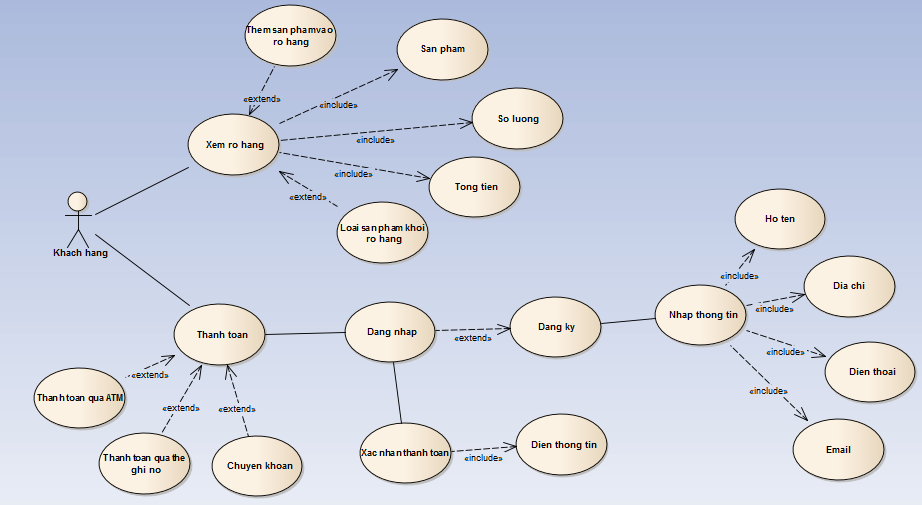 Them san phamvao
ro hang
San pham
«extend»
«include»
So luong
Xem ro hang
«include»
«include»
Tong tien
«extend»
Loai san pham khoi
ro hang
Khach hang
Ho ten
«include»
Dia chi
«include»
Nhap thong tin
Thanh toan
Dang nhap
«extend»
Dang ky
«include»
Dien thoai
«include»
«extend»
Thanh toan qua ATM
«extend»
«extend»
Thanh toan qua the
ghi no
Chuyen khoan
Xac nhan thanh toan
«include»
Dien thong tin
Email